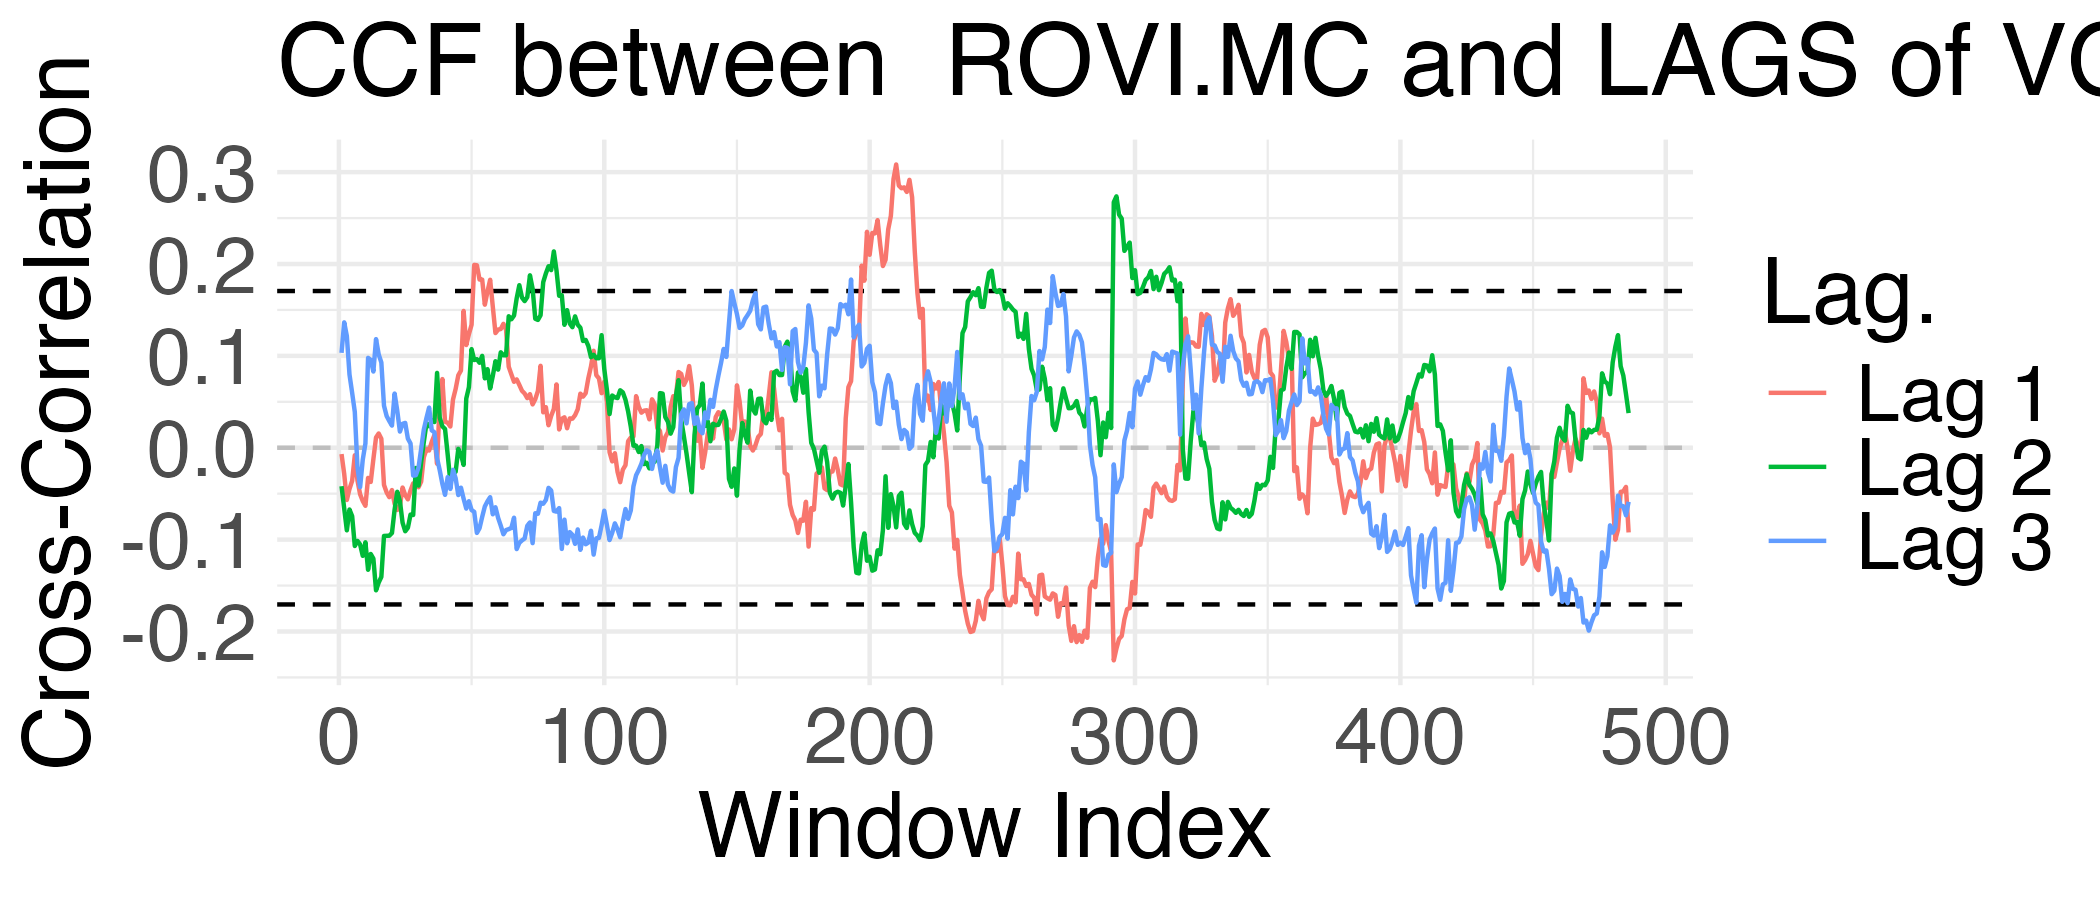 CCF between ROVI.MC and LAGS of
Cross-Correlation
0.3
0.2
0.1
0.0
-0.1
-0.2
0
100
200
300
400
500
Window Index
Lag.
Lag 1
Lag 2
Lag 3